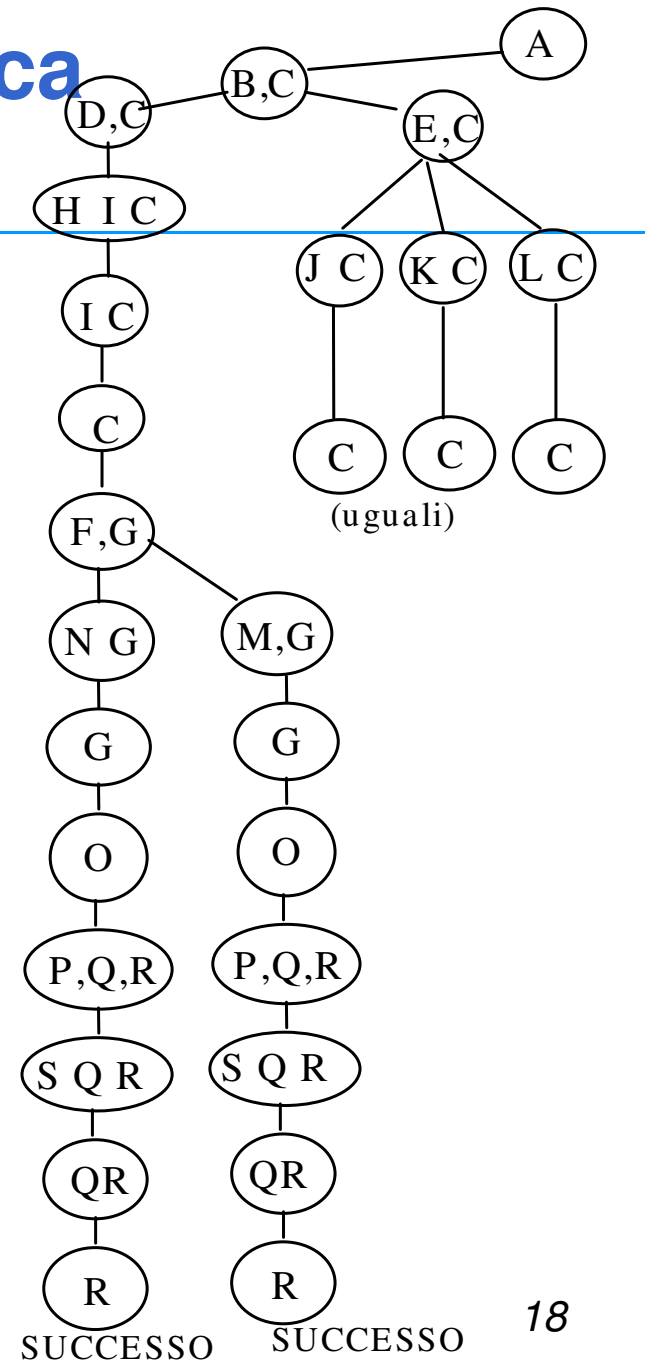 ca
A
B,C
D,C
E,C
H I C
J C
K C
L C
I C
C
C
C
C
(uguali)
F,G
N G
M,G
G
G
O
O
P,Q,R
P,Q,R
S Q R
S Q R
QR
QR
R
R
SUCCESSO
SUCCESSO
18